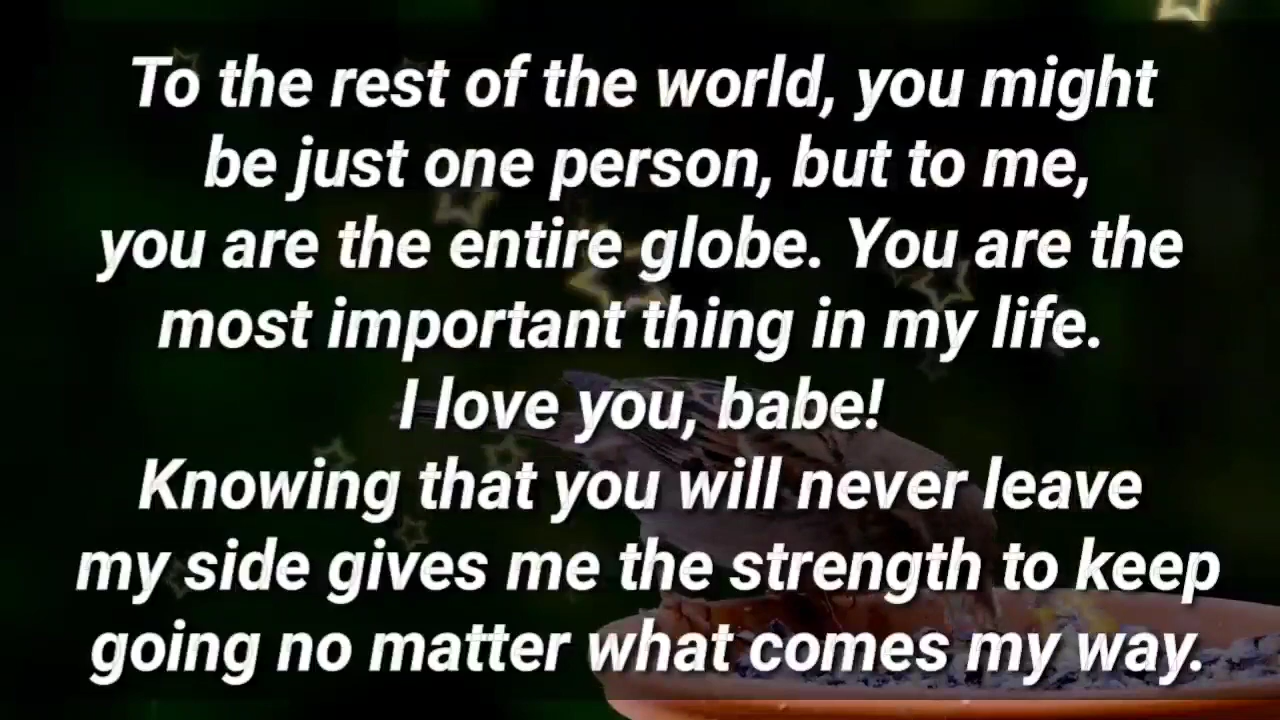 To the rest of the world, you might
be just one person, but to me,
you are the entire globe. You are the
most important thing in my life.
I love you, babe!
Knowing that you will never leave
my side gives me the strength to keep
going no matter what comes my way.